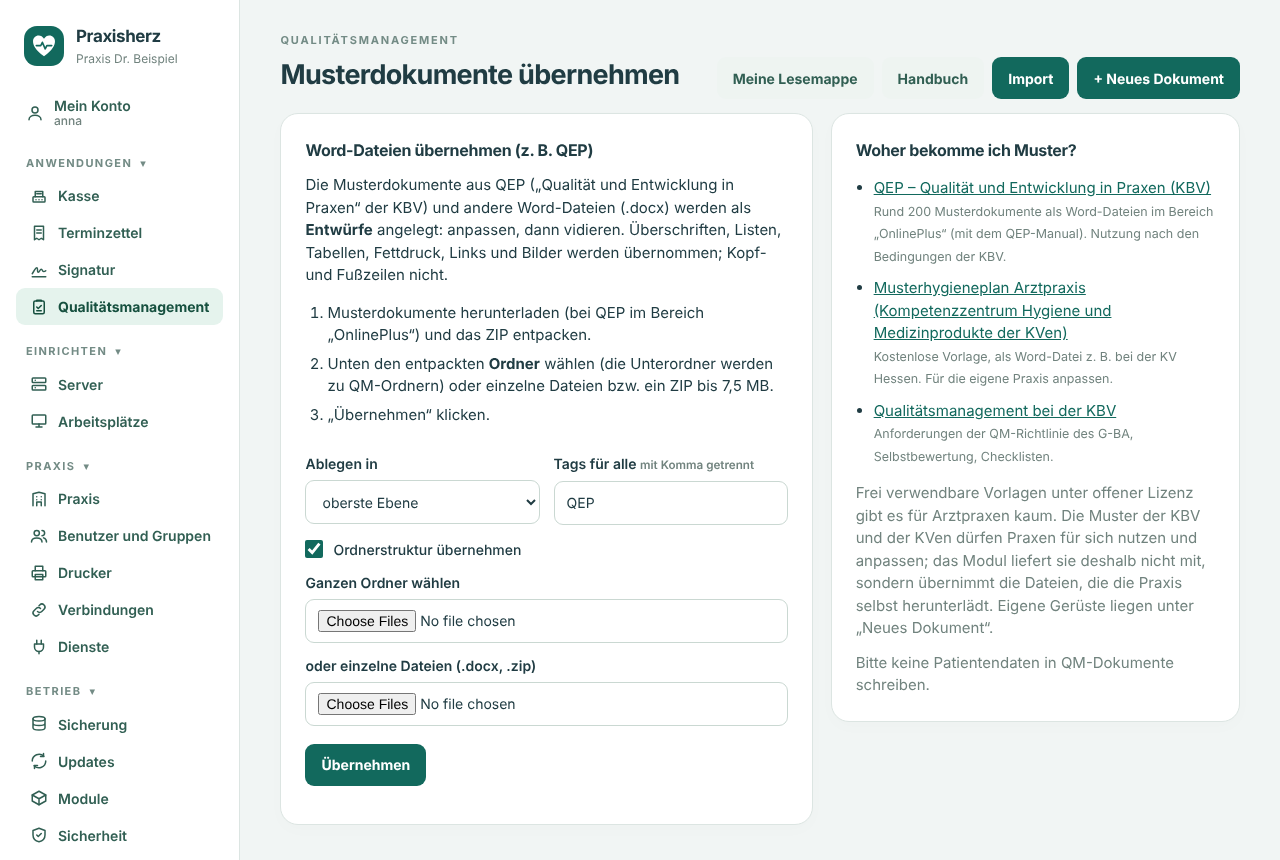 Praxisherz
Praxis Dr. Beispiel
Mein Konto
anna
ANWENDUNGEN ▾
Kasse
Terminzettel
Signatur
Qualitätsmanagement
EINRICHTEN ▾
Server
Arbeitsplätze
PRAXIS ▾
Praxis
Benutzer und Gruppen
Drucker
Verbindungen
Dienste
BETRIEB ▾
Sicherung
Updates
Module
Sicherheit
QUALITÄTSMANAGEMENT
Musterdokumente übernehmen
Meine Lesemappe
Handbuch
Import
+ Neues Dokument
Word-Dateien übernehmen (z. B. QEP)
Die Musterdokumente aus QEP („Qualität und Entwicklung in
Praxen“ der KBV) und andere Word-Dateien (.docx) werden als
Entwürfe angelegt: anpassen, dann vidieren. Überschriften, Listen,
Tabellen, Fettdruck, Links und Bilder werden übernommen; Kopf-
und Fußzeilen nicht.
1. Musterdokumente herunterladen (bei QEP im Bereich
„OnlinePlus“) und das ZIP entpacken.
2. Unten den entpackten Ordner wählen (die Unterordner werden
zu QM-Ordnern) oder einzelne Dateien bzw. ein ZIP bis 7,5 MB.
3. „Übernehmen“ klicken.
Ablegen in
oberste Ebene
Tags für alle mit Komma getrennt
QEP
Ordnerstruktur übernehmen
Ganzen Ordner wählen
Choose Files No file chosen
oder einzelne Dateien (.docx, .zip)
Choose Files No file chosen
Übernehmen
Woher bekomme ich Muster?
• QEP – Qualität und Entwicklung in Praxen (KBV)
Rund 200 Musterdokumente als Word-Dateien im Bereich
„OnlinePlus“ (mit dem QEP-Manual). Nutzung nach den
Bedingungen der KBV.
• Musterhygieneplan Arztpraxis
(Kompetenzzentrum Hygiene und
Medizinprodukte der KVen)
Kostenlose Vorlage, als Word-Datei z. B. bei der KV
Hessen. Für die eigene Praxis anpassen.
• Qualitätsmanagement bei der KBV
Anforderungen der QM-Richtlinie des G-BA,
Selbstbewertung, Checklisten.
Frei verwendbare Vorlagen unter offener Lizenz
gibt es für Arztpraxen kaum. Die Muster der KBV
und der KVen dürfen Praxen für sich nutzen und
anpassen; das Modul liefert sie deshalb nicht mit,
sondern übernimmt die Dateien, die die Praxis
selbst herunterlädt. Eigene Gerüste liegen unter
„Neues Dokument“.
Bitte keine Patientendaten in QM-Dokumente
schreiben.